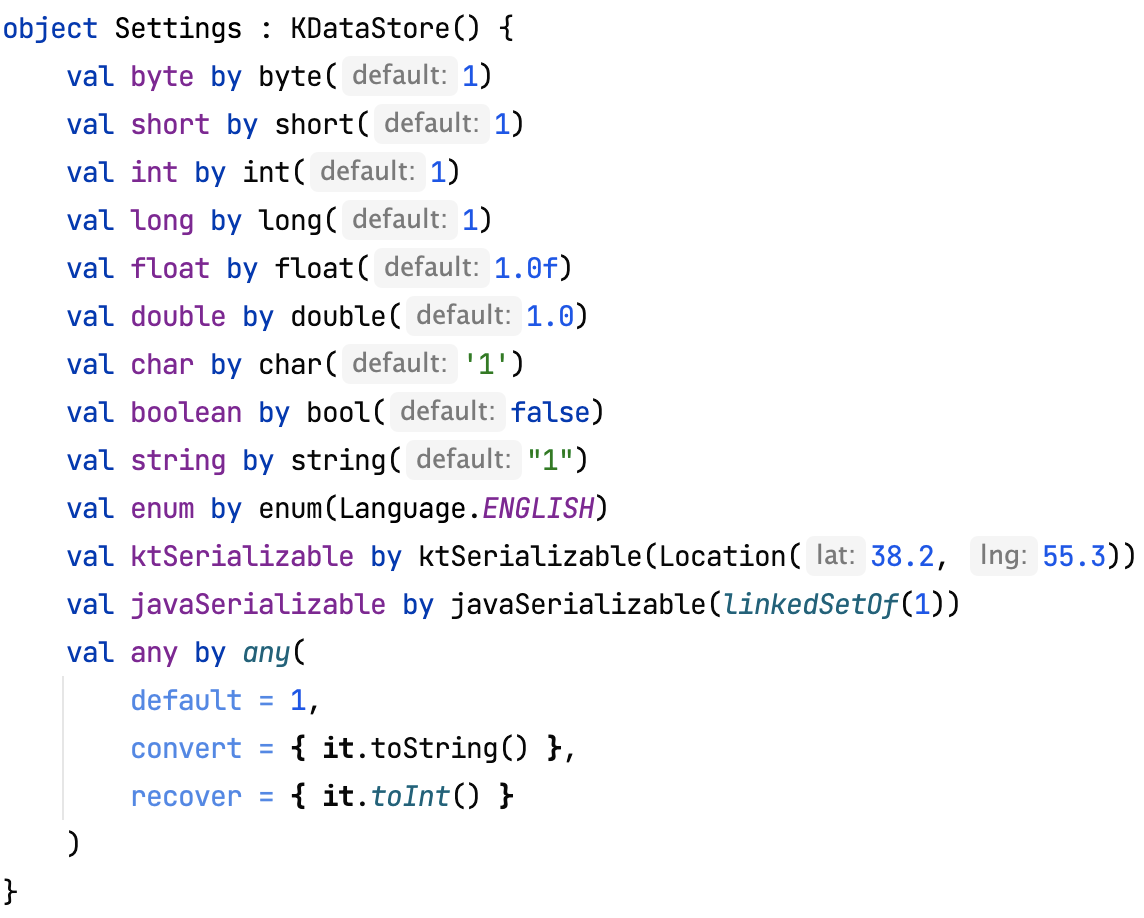 object Settings : KDataStore() {
    val byte by byte( default: 1)
    val short by short( default: 1)
    val int by int( default: 1)
    val long by long( default: 1)
    val float by float( default: 1.0f)
    val double by double( default: 1.0)
    val char by char( default: '1')
    val boolean by bool( default: false)
    val string by string( default: "1")
    val enum by enum(Language.ENGLISH)
    val ktSerializable by ktSerializable(Location( lat: 38.2, lng: 55.3))
    val javaSerializable by javaSerializable(linkedSetOf(1))
    val any by any(
        default = 1,
        convert = { it.toString() },
        recover = { it.toInt() }
    )
}